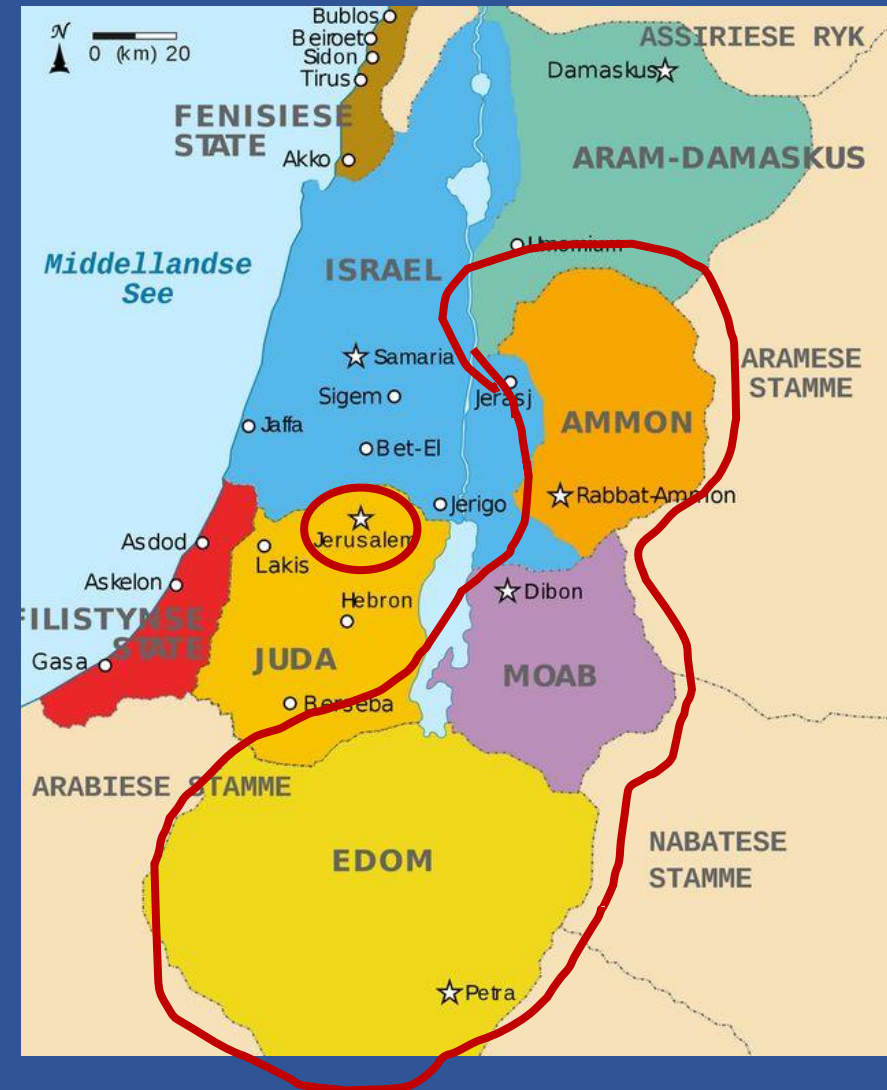 N
0 (km) 20
Bublos
Beiroet
Sidon
Tirus
ASSIRIESE RYK
Damaskus
FENISIESE
STATE
Akko
ARAM-DAMASKUS
Middellandse
See
ISRAEL
Samaria
Sigem
Jerasj
ARAMESE
STAMME
Jaffa
Bet-El
AMMON
Jerigo
Rabbat-Ammon
Asdod
Jerusalem
Lakis
Askelon
Hebron
Dibon
FILISTYNSE
STATE
Gasa
JUDA
MOAB
Berseba
ARABIESE STAMME
EDOM
NABATESE
STAMME
Petra